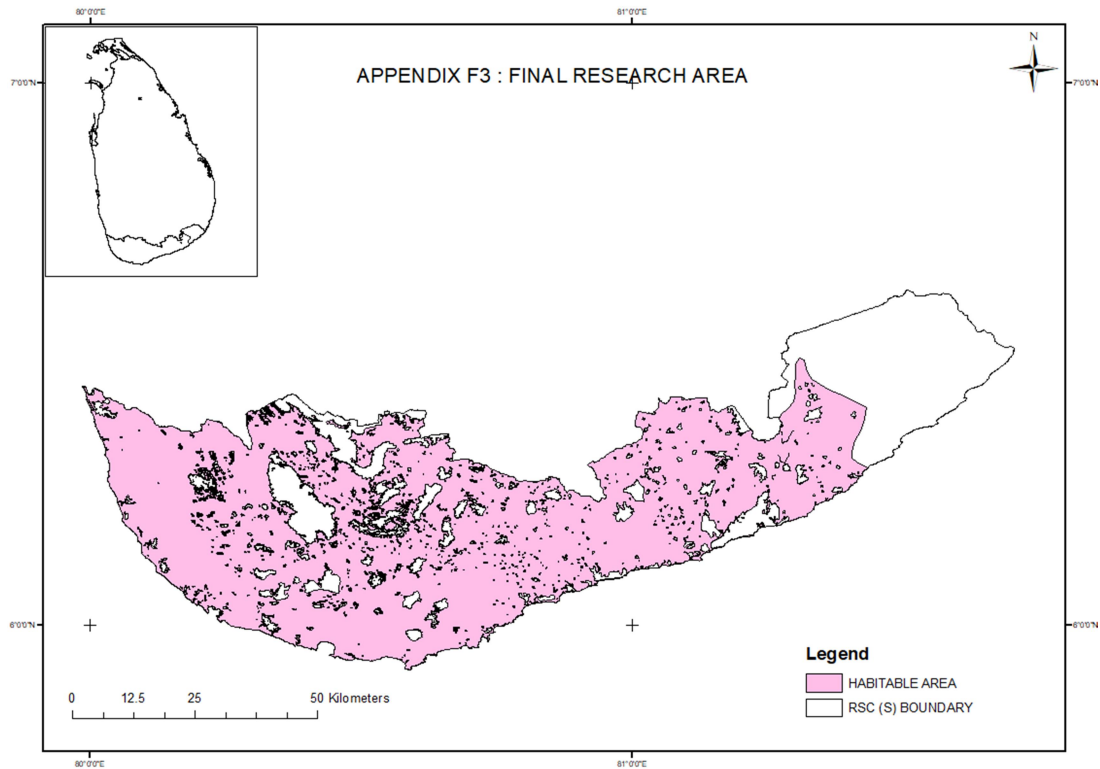 80°0'0"E
81°0'0"E
N
APPENDIX F3 : FINAL RESEARCH AREA
7°0'0"N
7°0'0"N
6°0'0"N
6°0'0"N
Legend
HABITABLE AREA
RSC (S) BOUNDARY
0 12.5 25 50 Kilometers
80°0'0"E
81°0'0"E